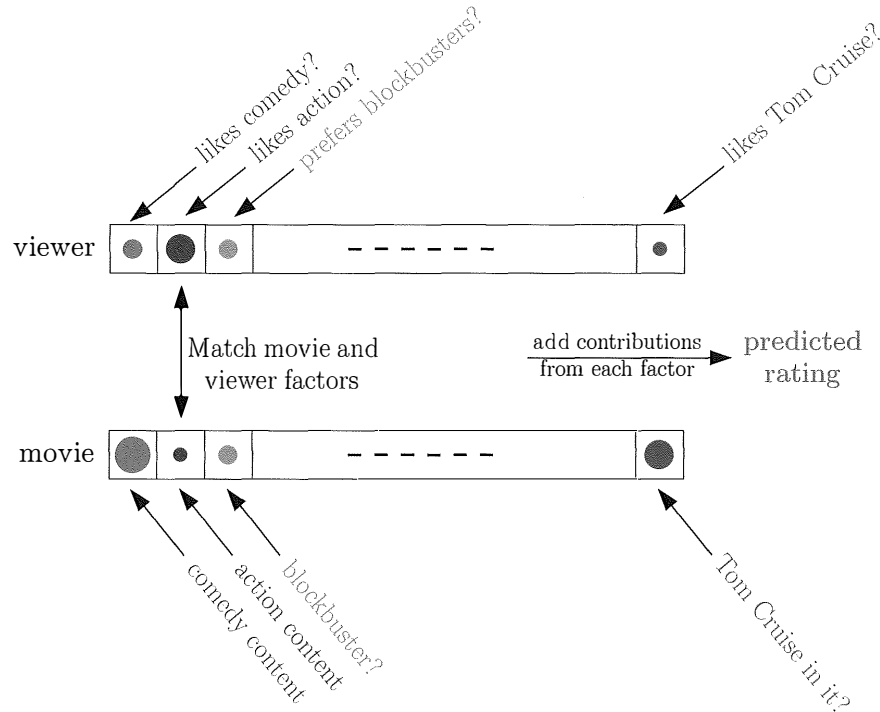 likes comedy?
likes action?
prefers blockbusters?
likes Tom Cruise?
viewer
Match movie and
viewer factors
add contributions
from each factor
predicted
rating
movie
comedy content
action content
blockbuster?
Tom Cruise in it?